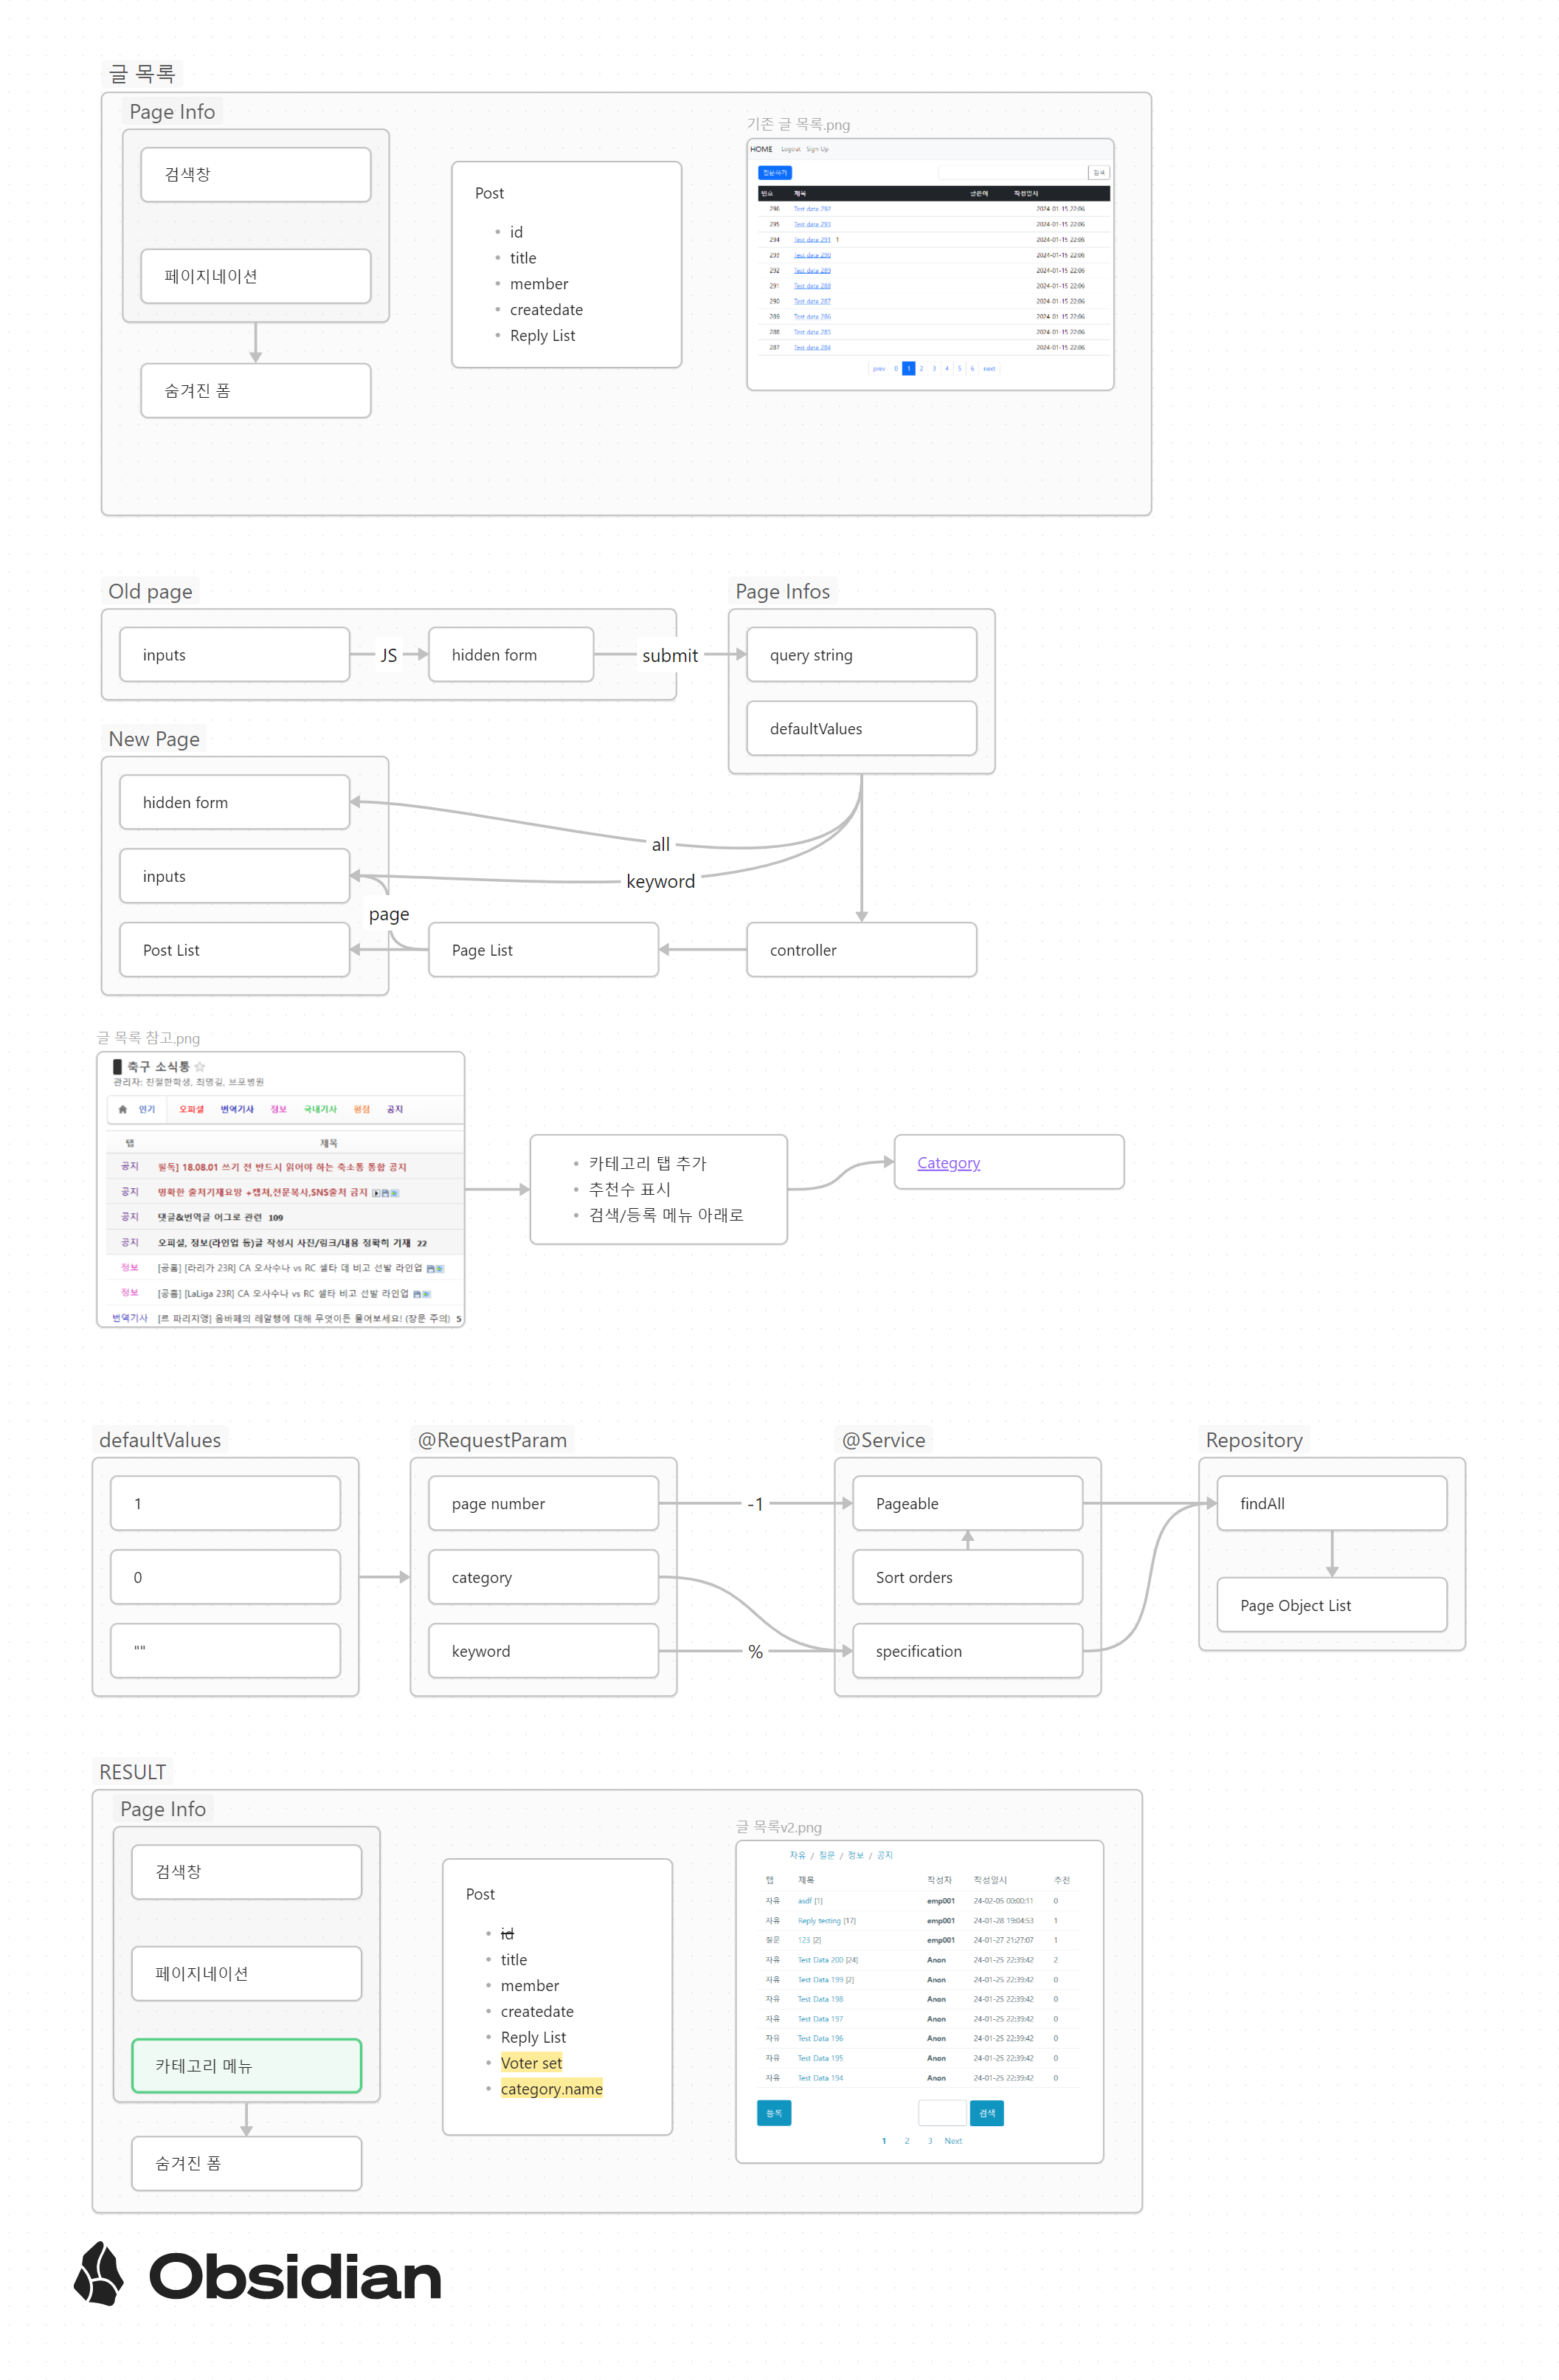 글 목록
Page Info
검색창
페이지네이션
숨겨진 폼
Post
id
title
member
createdate
Reply List
기존 글 목록.png
HOME Logout Sign Up
질문하기 검색
번호 제목 글쓴이 작성일시
296 Test data 292 2024-01-15 22:06
295 Test data 293 2024-01-15 22:06
294 Test data 291 1 2024-01-15 22:06
293 Test data 290 2024-01-15 22:06
292 Test data 289 2024-01-15 22:06
291 Test data 288 2024-01-15 22:06
290 Test data 287 2024-01-15 22:06
289 Test data 286 2024-01-15 22:06
288 Test data 285 2024-01-15 22:06
287 Test data 284 2024-01-15 22:06
prev 0 1 2 3 4 5 6 next
Old page
inputs
JS
hidden form
submit
Page Infos
query string
defaultValues
New Page
hidden form
inputs
Post List
all
keyword
page
Page List
controller
글 목록 참고.png
축구 소식통
관리자: 친절한학생, 최명길, 브포병원
인기 오피셜 번역기사 정보 국내기사 평점 공지
탭 제목
공지 필독] 18.08.01 쓰기 전 반드시 읽어야 하는 축소통 통합 공지
공지 명확한 출처기재요망 +캡처,전문복사,SNS출처 금지
공지 댓글&번역글 어그로 관련 109
공지 오피셜, 정보(라인업 등)글 작성시 사진/링크/내용 정확히 기재 22
정보 [공홈] [라리가 23R] CA 오사수나 vs RC 셀타 데 비고 선발 라인업
정보 [공홈] [LaLiga 23R] CA 오사수나 vs RC 셀타 비고 선발 라인업
번역기사 [르 파리지앵] 음바페의 레알행에 대해 무엇이든 물어보세요! (장문 주의) 5
카테고리 탭 추가
추천수 표시
검색/등록 메뉴 아래로
Category
defaultValues
1
0
""
@RequestParam
page number
category
keyword
-1
%
@Service
Pageable
Sort orders
specification
Repository
findAll
Page Object List
RESULT
Page Info
검색창
페이지네이션
카테고리 메뉴
숨겨진 폼
Post
id
title
member
createdate
Reply List
Voter set
category.name
글 목록v2.png
자유 / 질문 / 정보 / 공지
탭 제목 작성자 작성일시 추천
자유 asdf [1] emp001 24-02-05 00:00:11 0
자유 Reply testing [17] emp001 24-01-28 19:04:53 1
질문 123 [2] emp001 24-01-27 21:27:07 1
자유 Test Data 200 [24] Anon 24-01-25 22:39:42 2
자유 Test Data 199 [2] Anon 24-01-25 22:39:42 0
자유 Test Data 198 Anon 24-01-25 22:39:42 0
자유 Test Data 197 Anon 24-01-25 22:39:42 0
자유 Test Data 196 Anon 24-01-25 22:39:42 0
자유 Test Data 195 Anon 24-01-25 22:39:42 0
자유 Test Data 194 Anon 24-01-25 22:39:42 0
등록 검색
1 2 3 Next
Obsidian